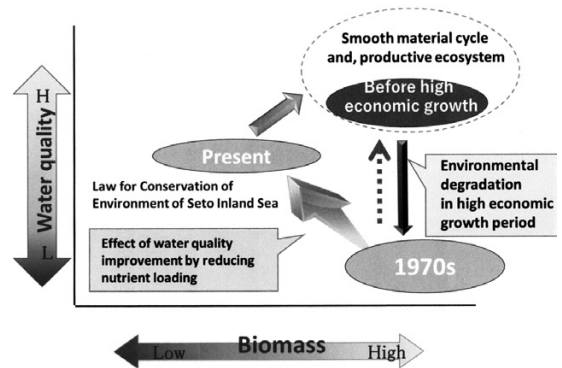 Smooth material cycle
and, productive ecosystem
Before high
economic growth
H
Water quality
L
Present
Law for Conservation of
Environment of Seto Inland Sea
Environmental
degradation
in high economic
growth period
Effect of water quality
improvement by reducing
nutrient loading
1970s
Biomass
Low
High